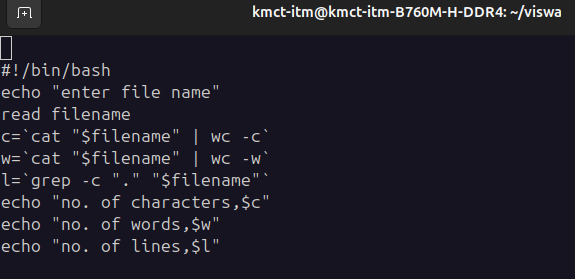 kmct-itm@kmct-itm-B760M-H-DDR4: ~/viswa
#!/bin/bash
echo "enter file name"
read filename
c=`cat "$filename" | wc -c`
w=`cat "$filename" | wc -w`
l=`grep -c "." "$filename"`
echo "no. of characters,$c"
echo "no. of words,$w"
echo "no. of lines,$l"